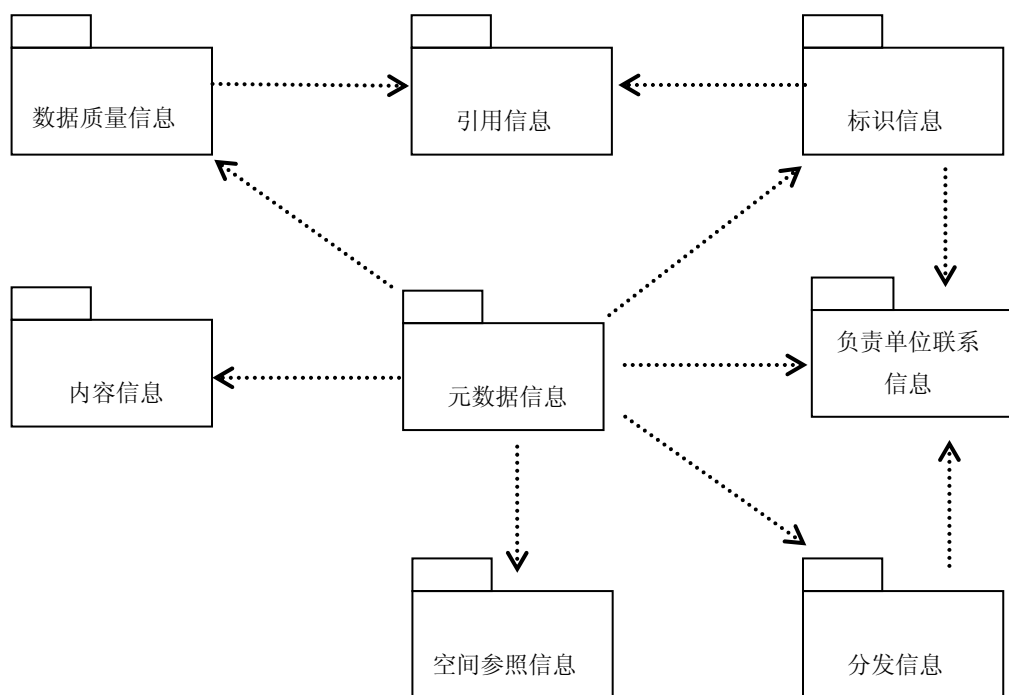 数据质量信息
引用信息
标识信息
负责单位联系
信息
内容信息
元数据信息
空间参照信息
分发信息